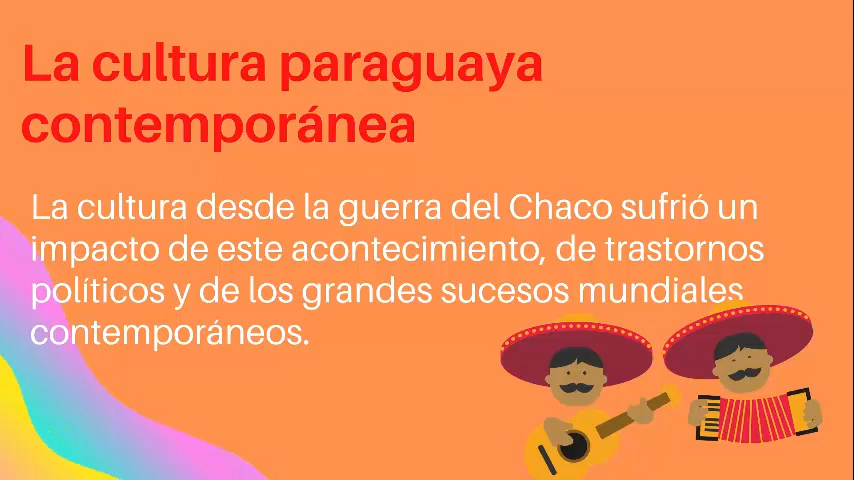 La cultura paraguaya
contemporánea
La cultura desde la guerra del Chaco sufrió un
impacto de este acontecimiento, de trastornos
políticos y de los grandes sucesos mundiales
contemporáneos.